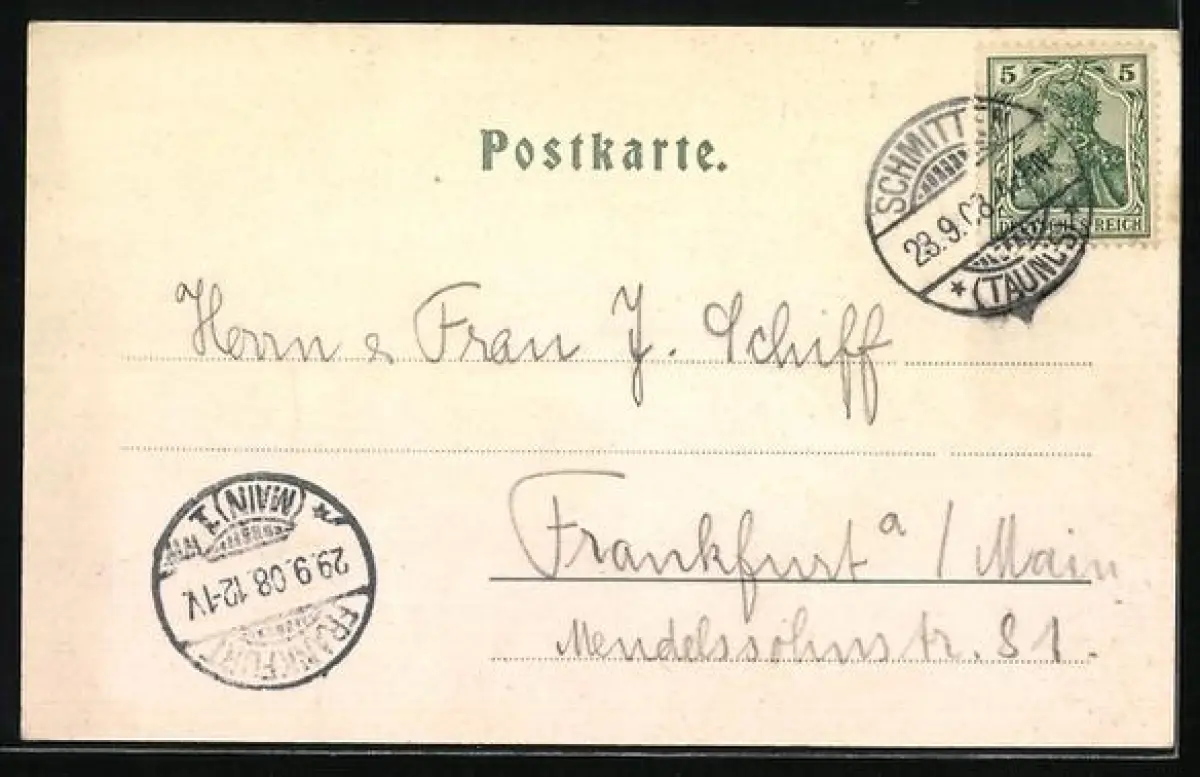 5 5
DEUTSCHES REICH
Postkarte.
SCHMITTEN
23.9.08
* (TAUNUS) *
Herrn & Frau J. Schiff
Frankfurt a / Main
Mendelssohnstr. 81.
FRANKFURT
29.9.08.12-1V.
* (MAIN) 1